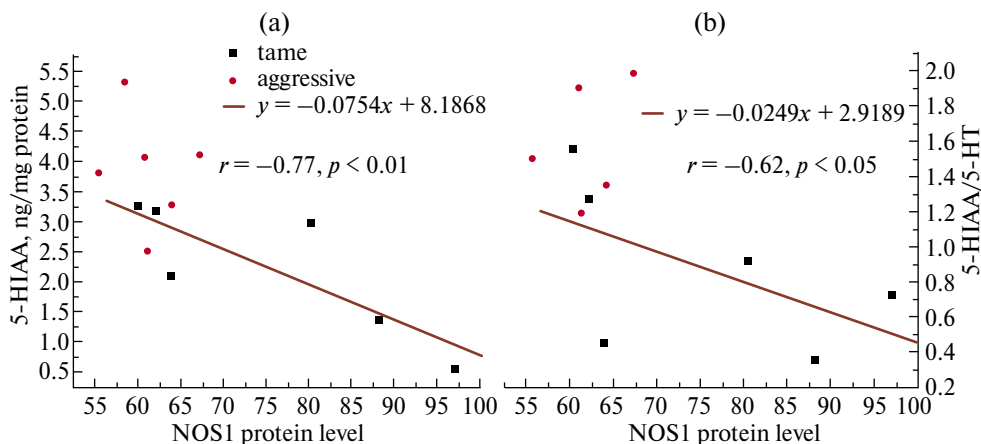 (a)
tame
aggressive
y = −0.0754x + 8.1868
r = −0.77, p < 0.01
5-HIAA, ng/mg protein
5.5
5.0
4.5
4.0
3.5
3.0
2.5
2.0
1.5
1.0
0.5
55 60 65 70 75 80 85 90 95 100
NOS1 protein level
(b)
y = −0.0249x + 2.9189
r = −0.62, p < 0.05
2.0
1.8
1.6
1.4
1.2
1.0
0.8
0.6
0.4
0.2
5-HIAA/5-HT
55 60 65 70 75 80 85 90 95 100
NOS1 protein level